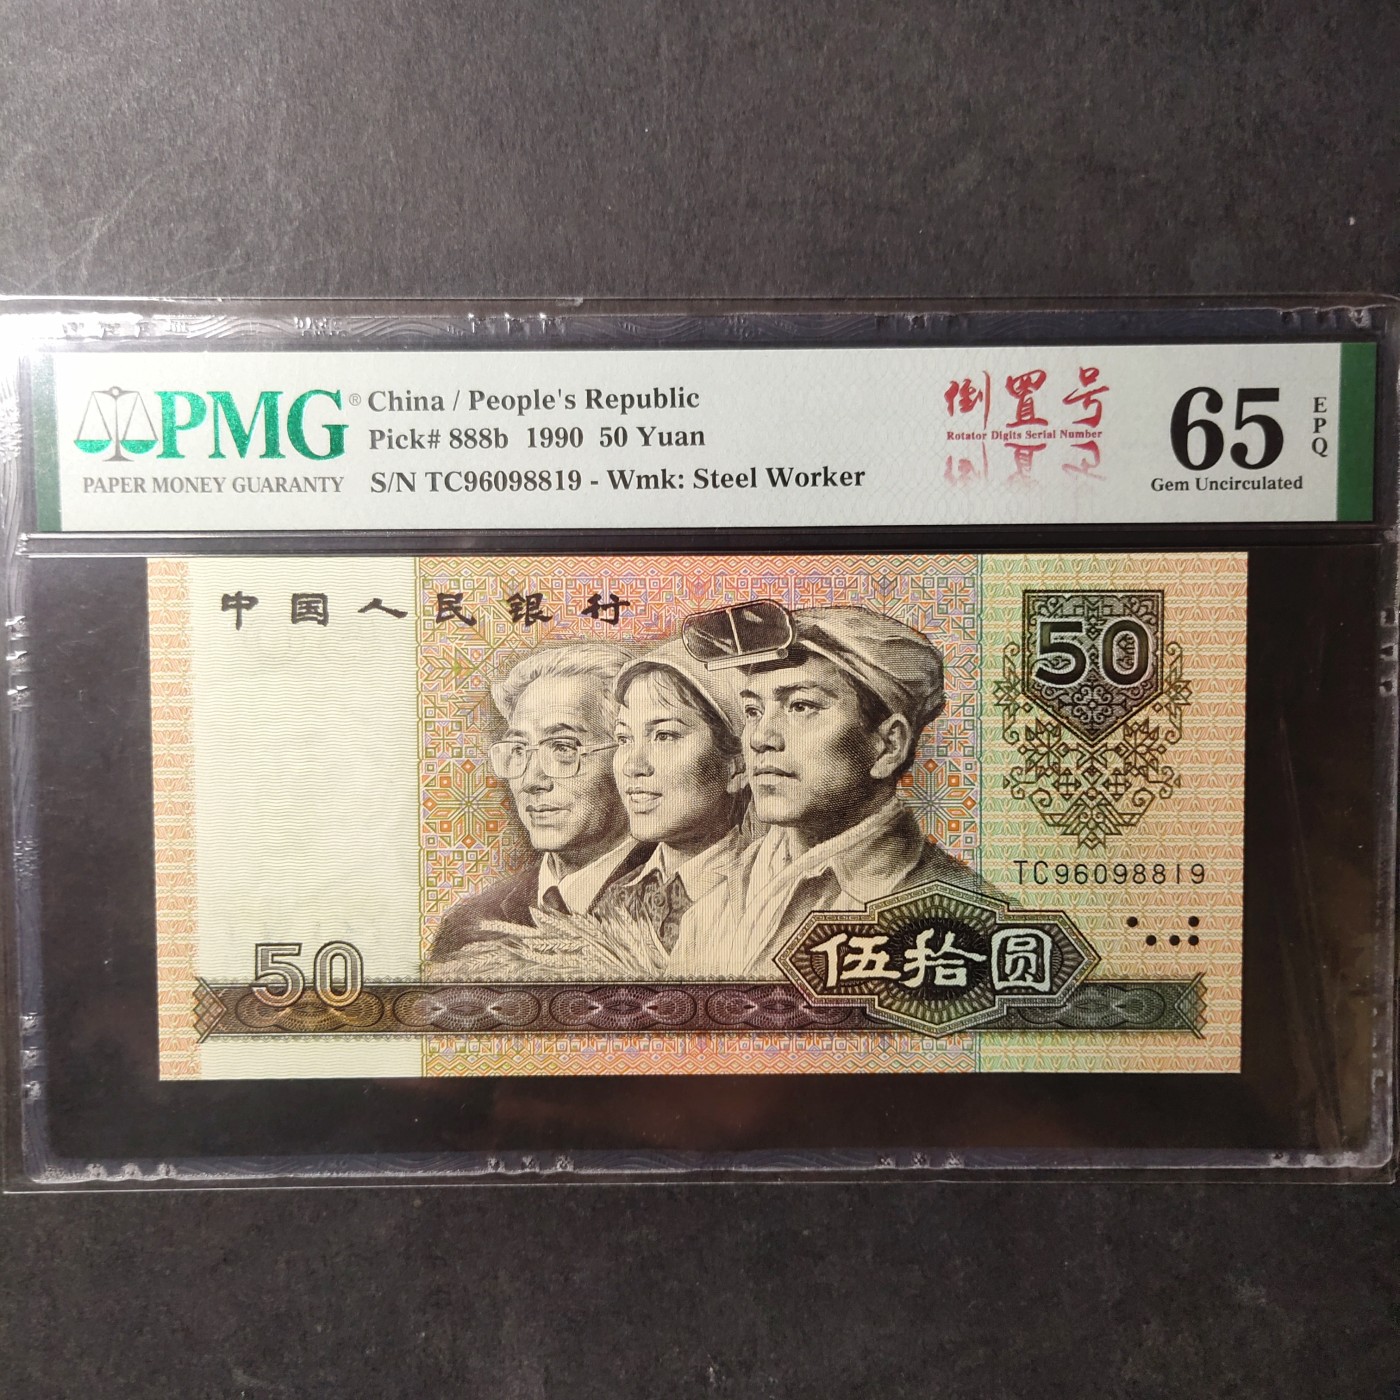 PMG®
PAPER MONEY GUARANTY
China / People's Republic
Pick# 888b 1990 50 Yuan
S/N TC96098819 - Wmk: Steel Worker
倒置号
Rotator Digits Serial Number
65
EPQ
Gem Uncirculated
中国人民银行
50
TC96098819
伍拾圆
50